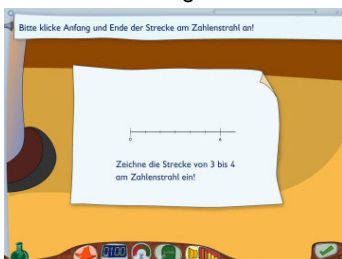 Bitte klicke Anfang und Ende der Strecke am Zahlenstrahl an!
0 6
Zeichne die Strecke von 3 bis 4
am Zahlenstrahl ein!
0100